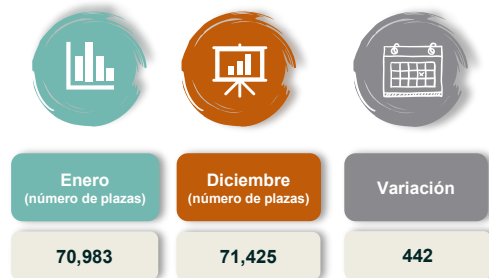 Enero
(número de plazas)
Diciembre
(número de plazas)
Variación
70,983
71,425
442